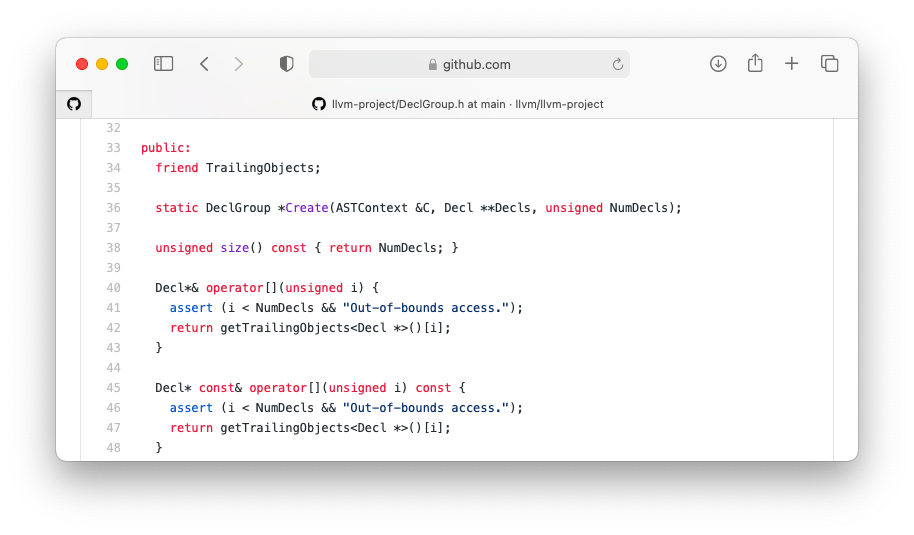 github.com
llvm-project/DeclGroup.h at main · llvm/llvm-project
32
33 public:
34 friend TrailingObjects;
35
36 static DeclGroup *Create(ASTContext &C, Decl **Decls, unsigned NumDecls);
37
38 unsigned size() const { return NumDecls; }
39
40 Decl*& operator[](unsigned i) {
41 assert (i < NumDecls && "Out-of-bounds access.");
42 return getTrailingObjects<Decl *>()[i];
43 }
44
45 Decl* const& operator[](unsigned i) const {
46 assert (i < NumDecls && "Out-of-bounds access.");
47 return getTrailingObjects<Decl *>()[i];
48 }